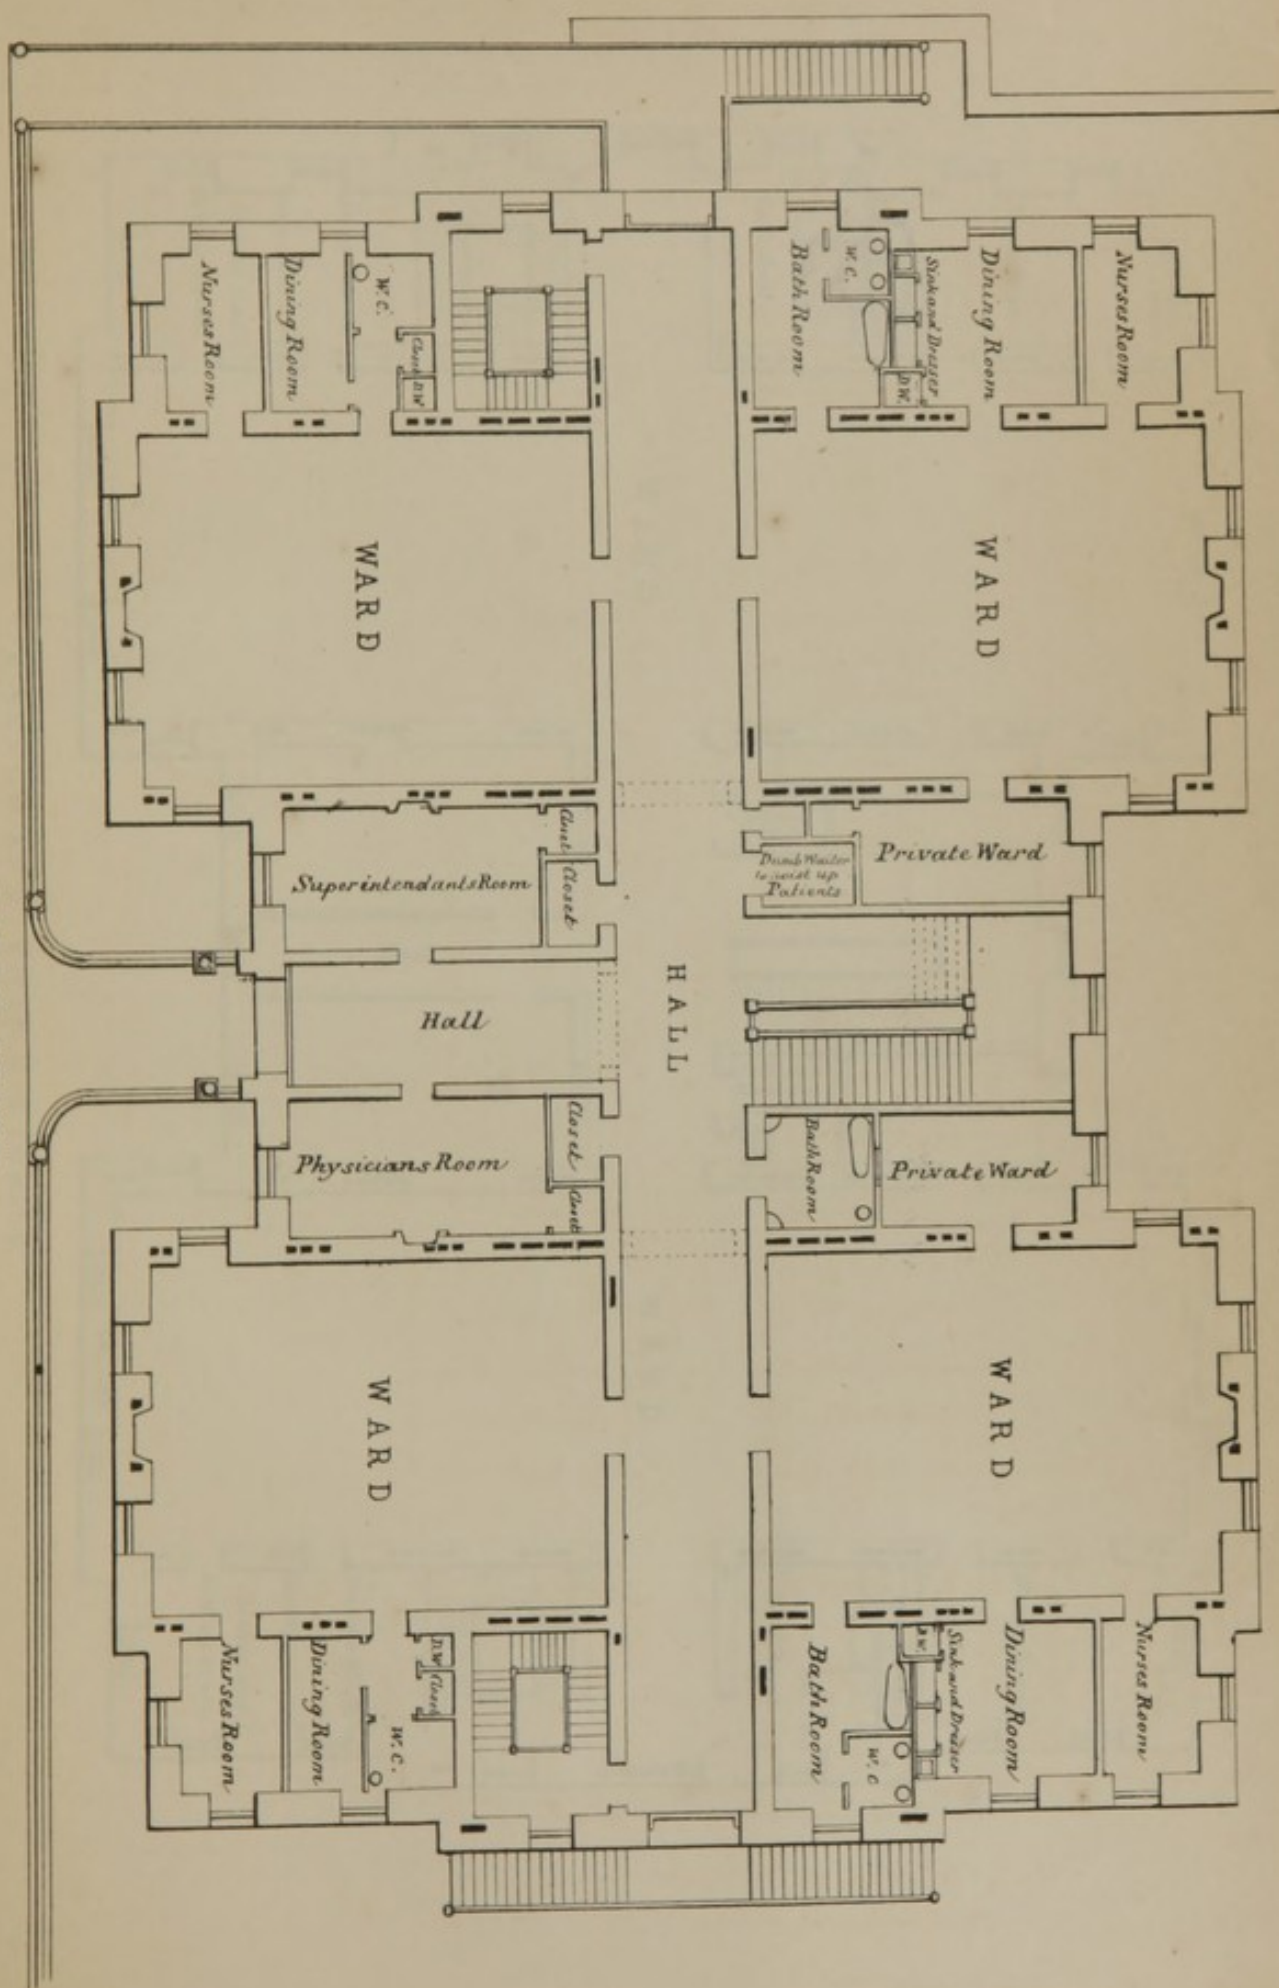 Nurses Room
Dining Room
W. C.
Closet
D W
Bath Room
W. C.
Sink and Dresser
D W.
Dining Room
Nurses Room
WARD
WARD
Superintendants Room
Closet
Closet
Dumb Waiter
to hoist up
Patients
Private Ward
Hall
HALL
Physicians Room
Closet
Closet
Bath Room
Private Ward
WARD
WARD
Nurses Room
Dining Room
D W
Closet
W. C.
Bath Room
W. C
D W.
Sink and Dresser
Dining Room
Nurses Room